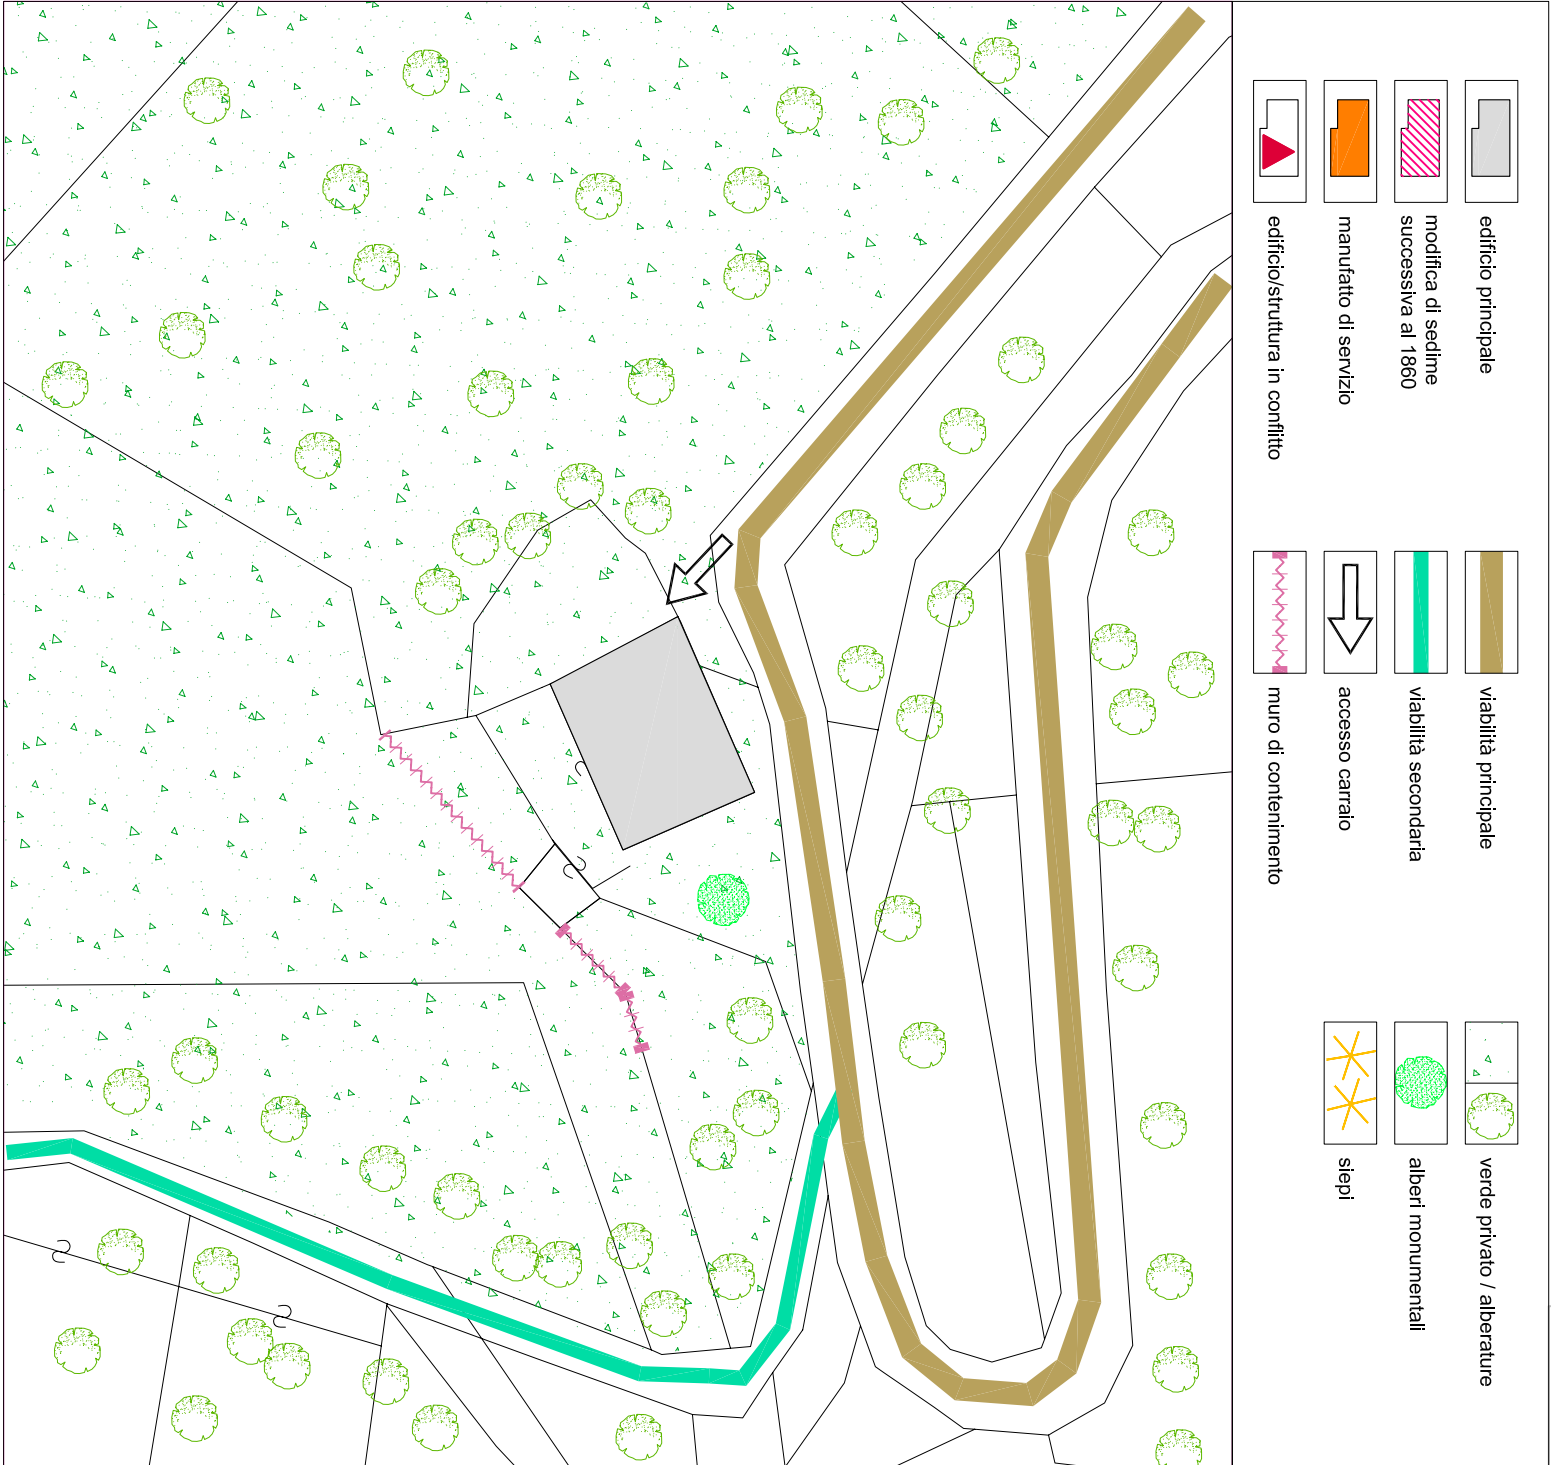 edificio principale
modifica di sedime
successiva al 1860
manufatto di servizio
edificio/struttura in conflitto
viabilità principale
viabilità secondaria
accesso carraio
muro di contenimento
verde privato / alberature
alberi monumentali
siepi